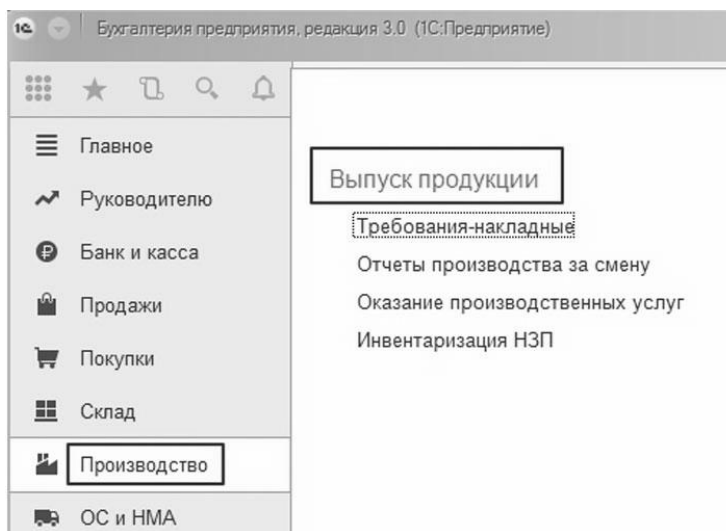 1С Бухгалтерия предприятия, редакция 3.0 (1С:Предприятие)
Главное
Руководителю
Банк и касса
Продажи
Покупки
Склад
Производство
ОС и НМА
Выпуск продукции
Требования-накладные
Отчеты производства за смену
Оказание производственных услуг
Инвентаризация НЗП